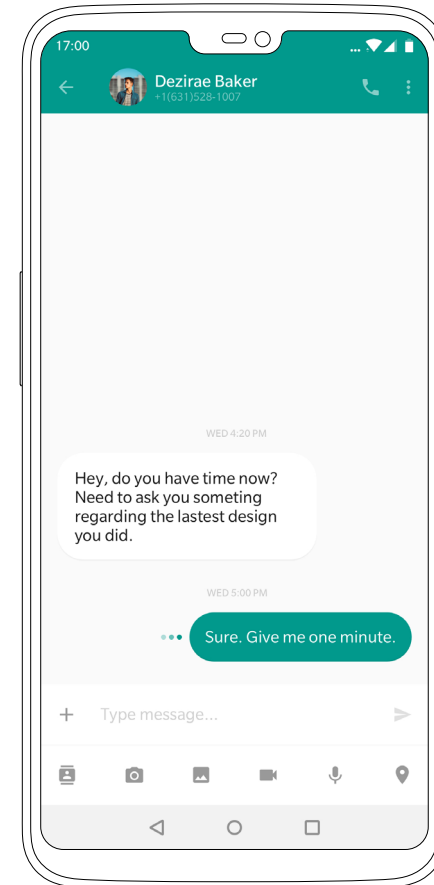 17:00
Dezirae Baker
+1(631)528-1007
WED 4:20 PM
Hey, do you have time now?
Need to ask you someting
regarding the lastest design
you did.
WED 5:00 PM
Sure. Give me one minute.
Type message...